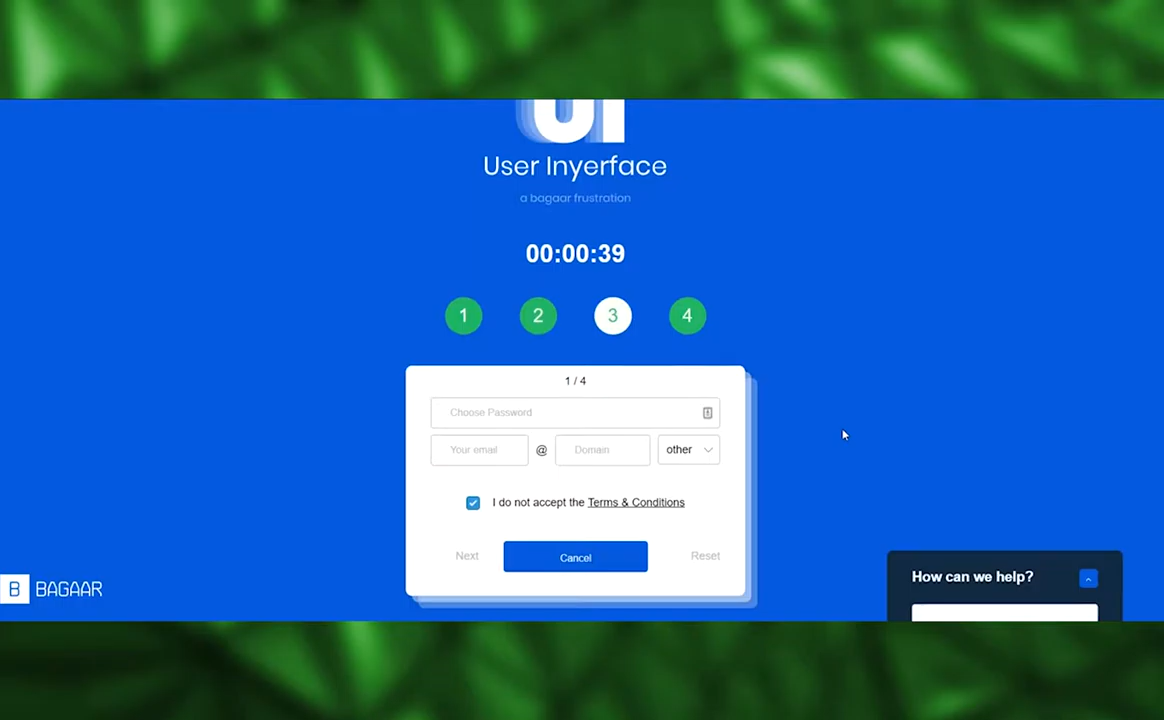 UI
User Inyerface
a bagaar frustration
00:00:39
1 2 3 4
1 / 4
Choose Password
Your email @ Domain other
I do not accept the Terms & Conditions
Next Cancel Reset
How can we help?
B BAGAAR